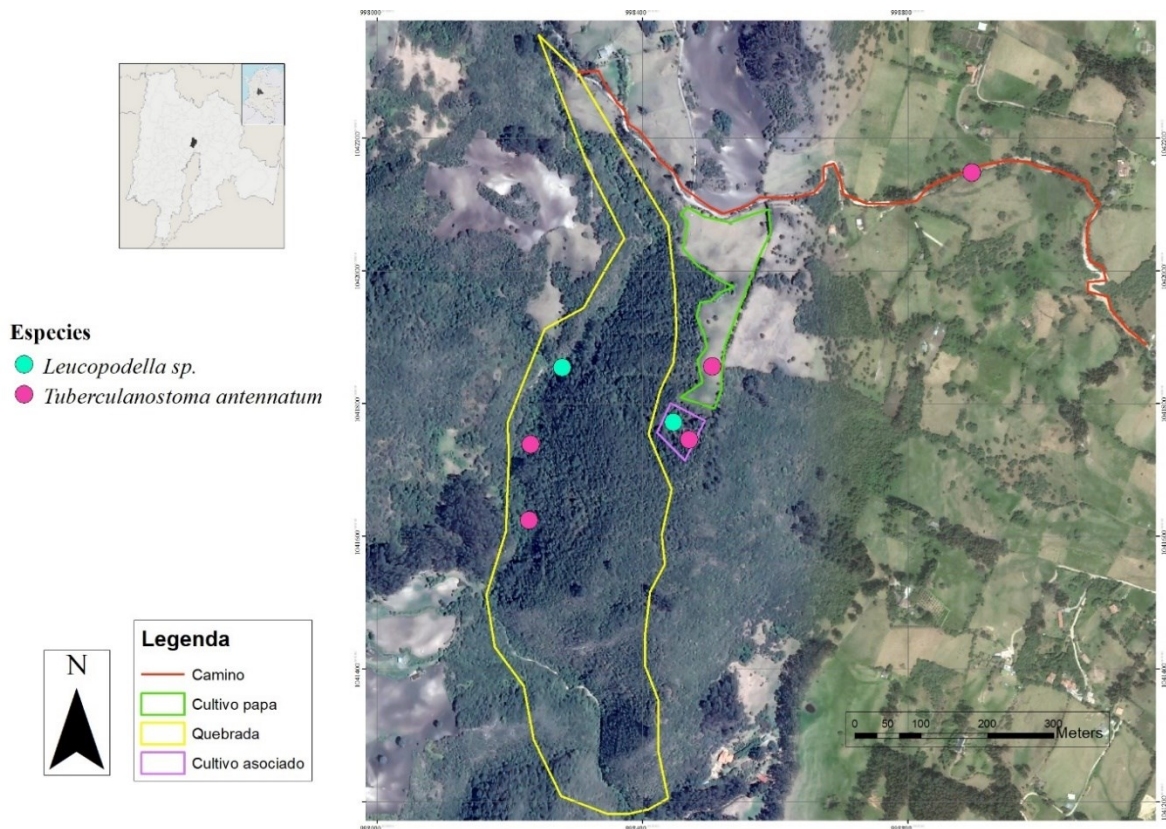 Especies
Leucopodella sp.
Tuberculanostoma antennatum
N
Legenda
Camino
Cultivo papa
Quebrada
Cultivo asociado
0 50 100 200 300
Meters